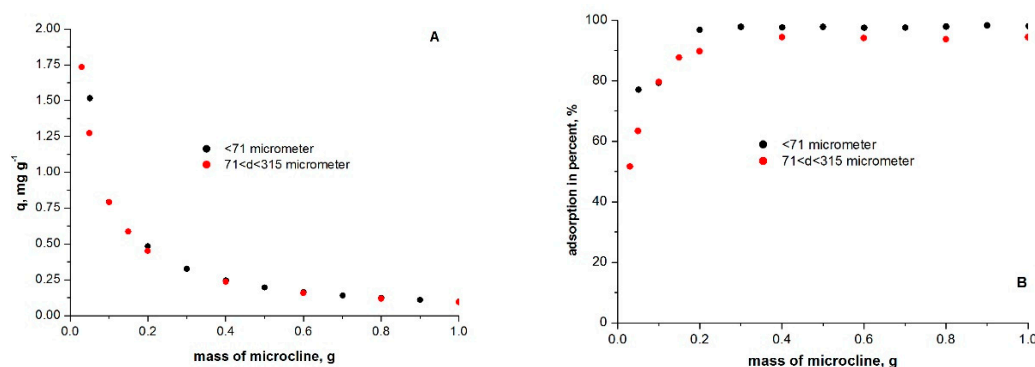 A
2.00
1.75
1.50
1.25
1.00
0.75
0.50
0.25
0.00
q, mg g⁻¹
<71 micrometer
71<d<315 micrometer
0.0 0.2 0.4 0.6 0.8 1.0
mass of microcline, g
100
80
60
40
20
0
adsorption in percent, %
<71 micrometer
71<d<315 micrometer
B
0.0 0.2 0.4 0.6 0.8 1.0
mass of microcline, g